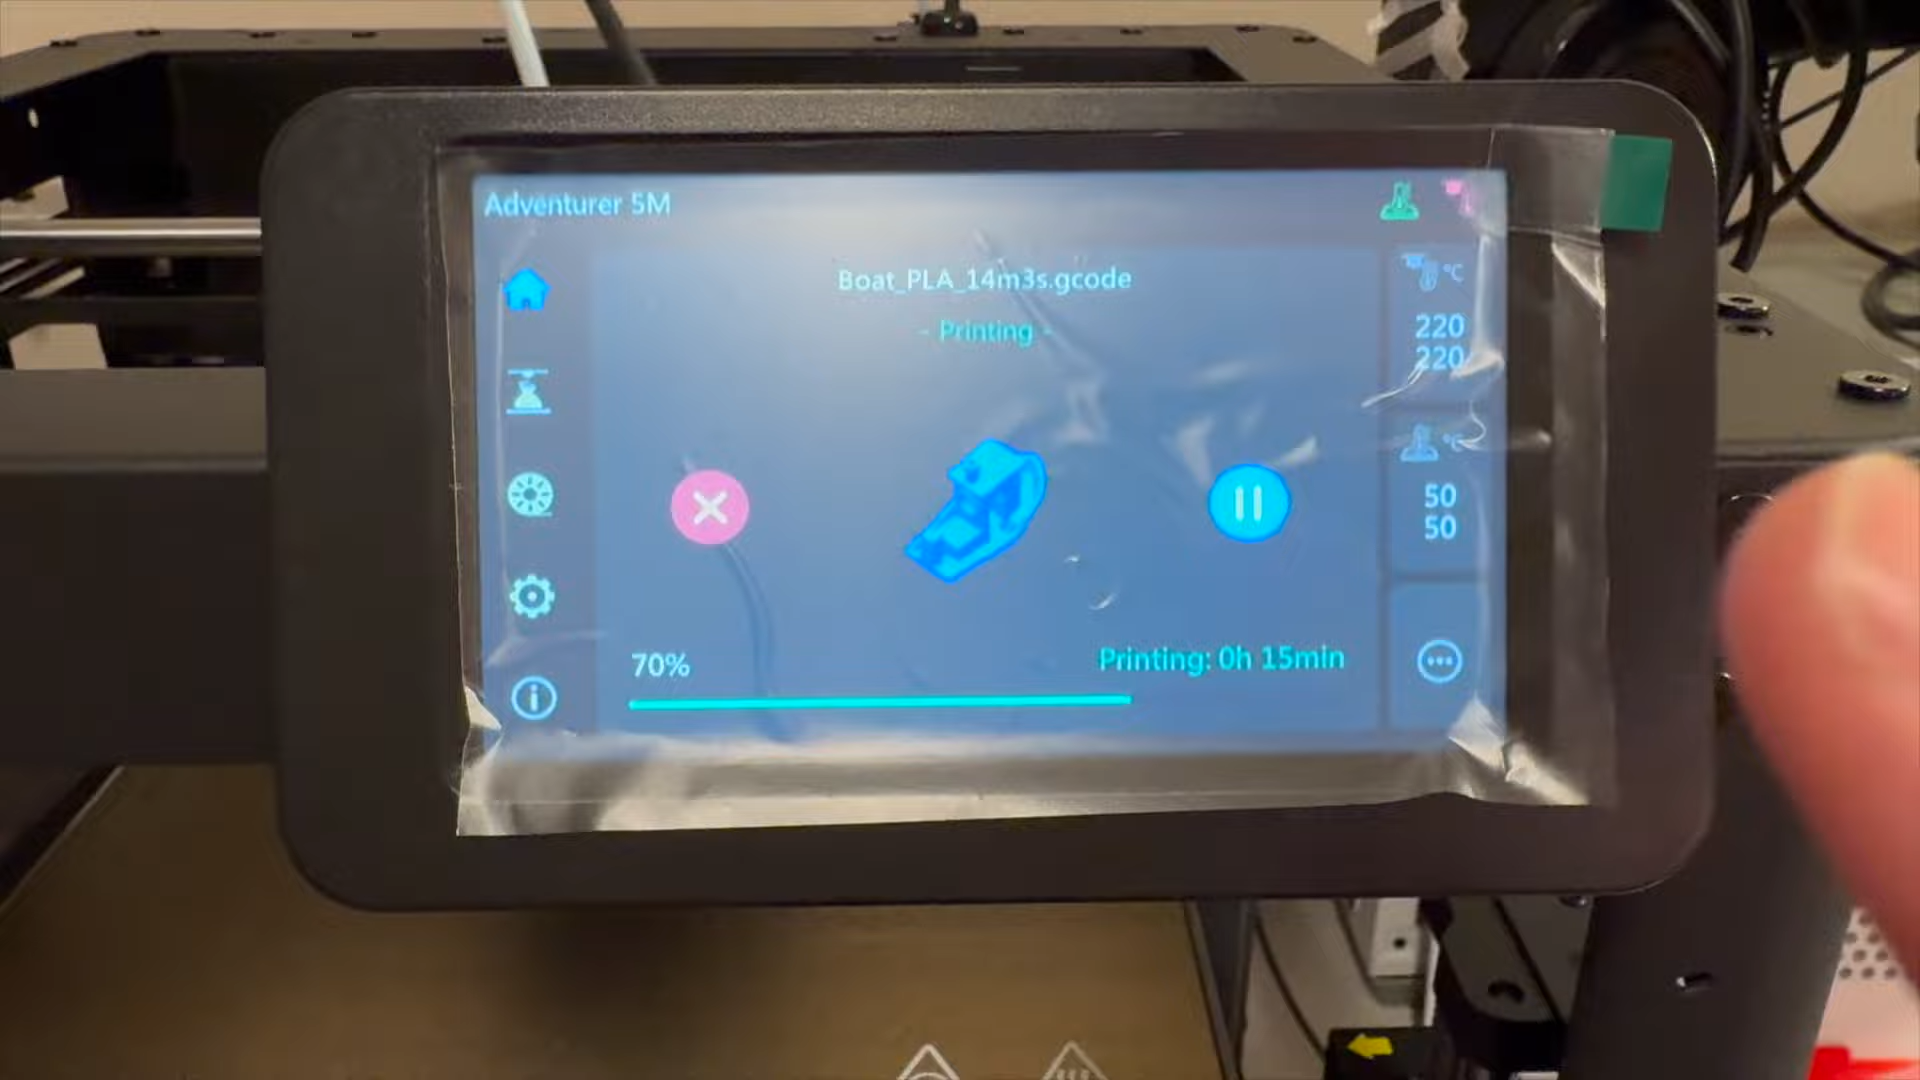 Adventurer 5M
Boat_PLA_14m3s.gcode
- Printing -
°C
220
220
°C
50
50
70%
Printing: 0h 15min